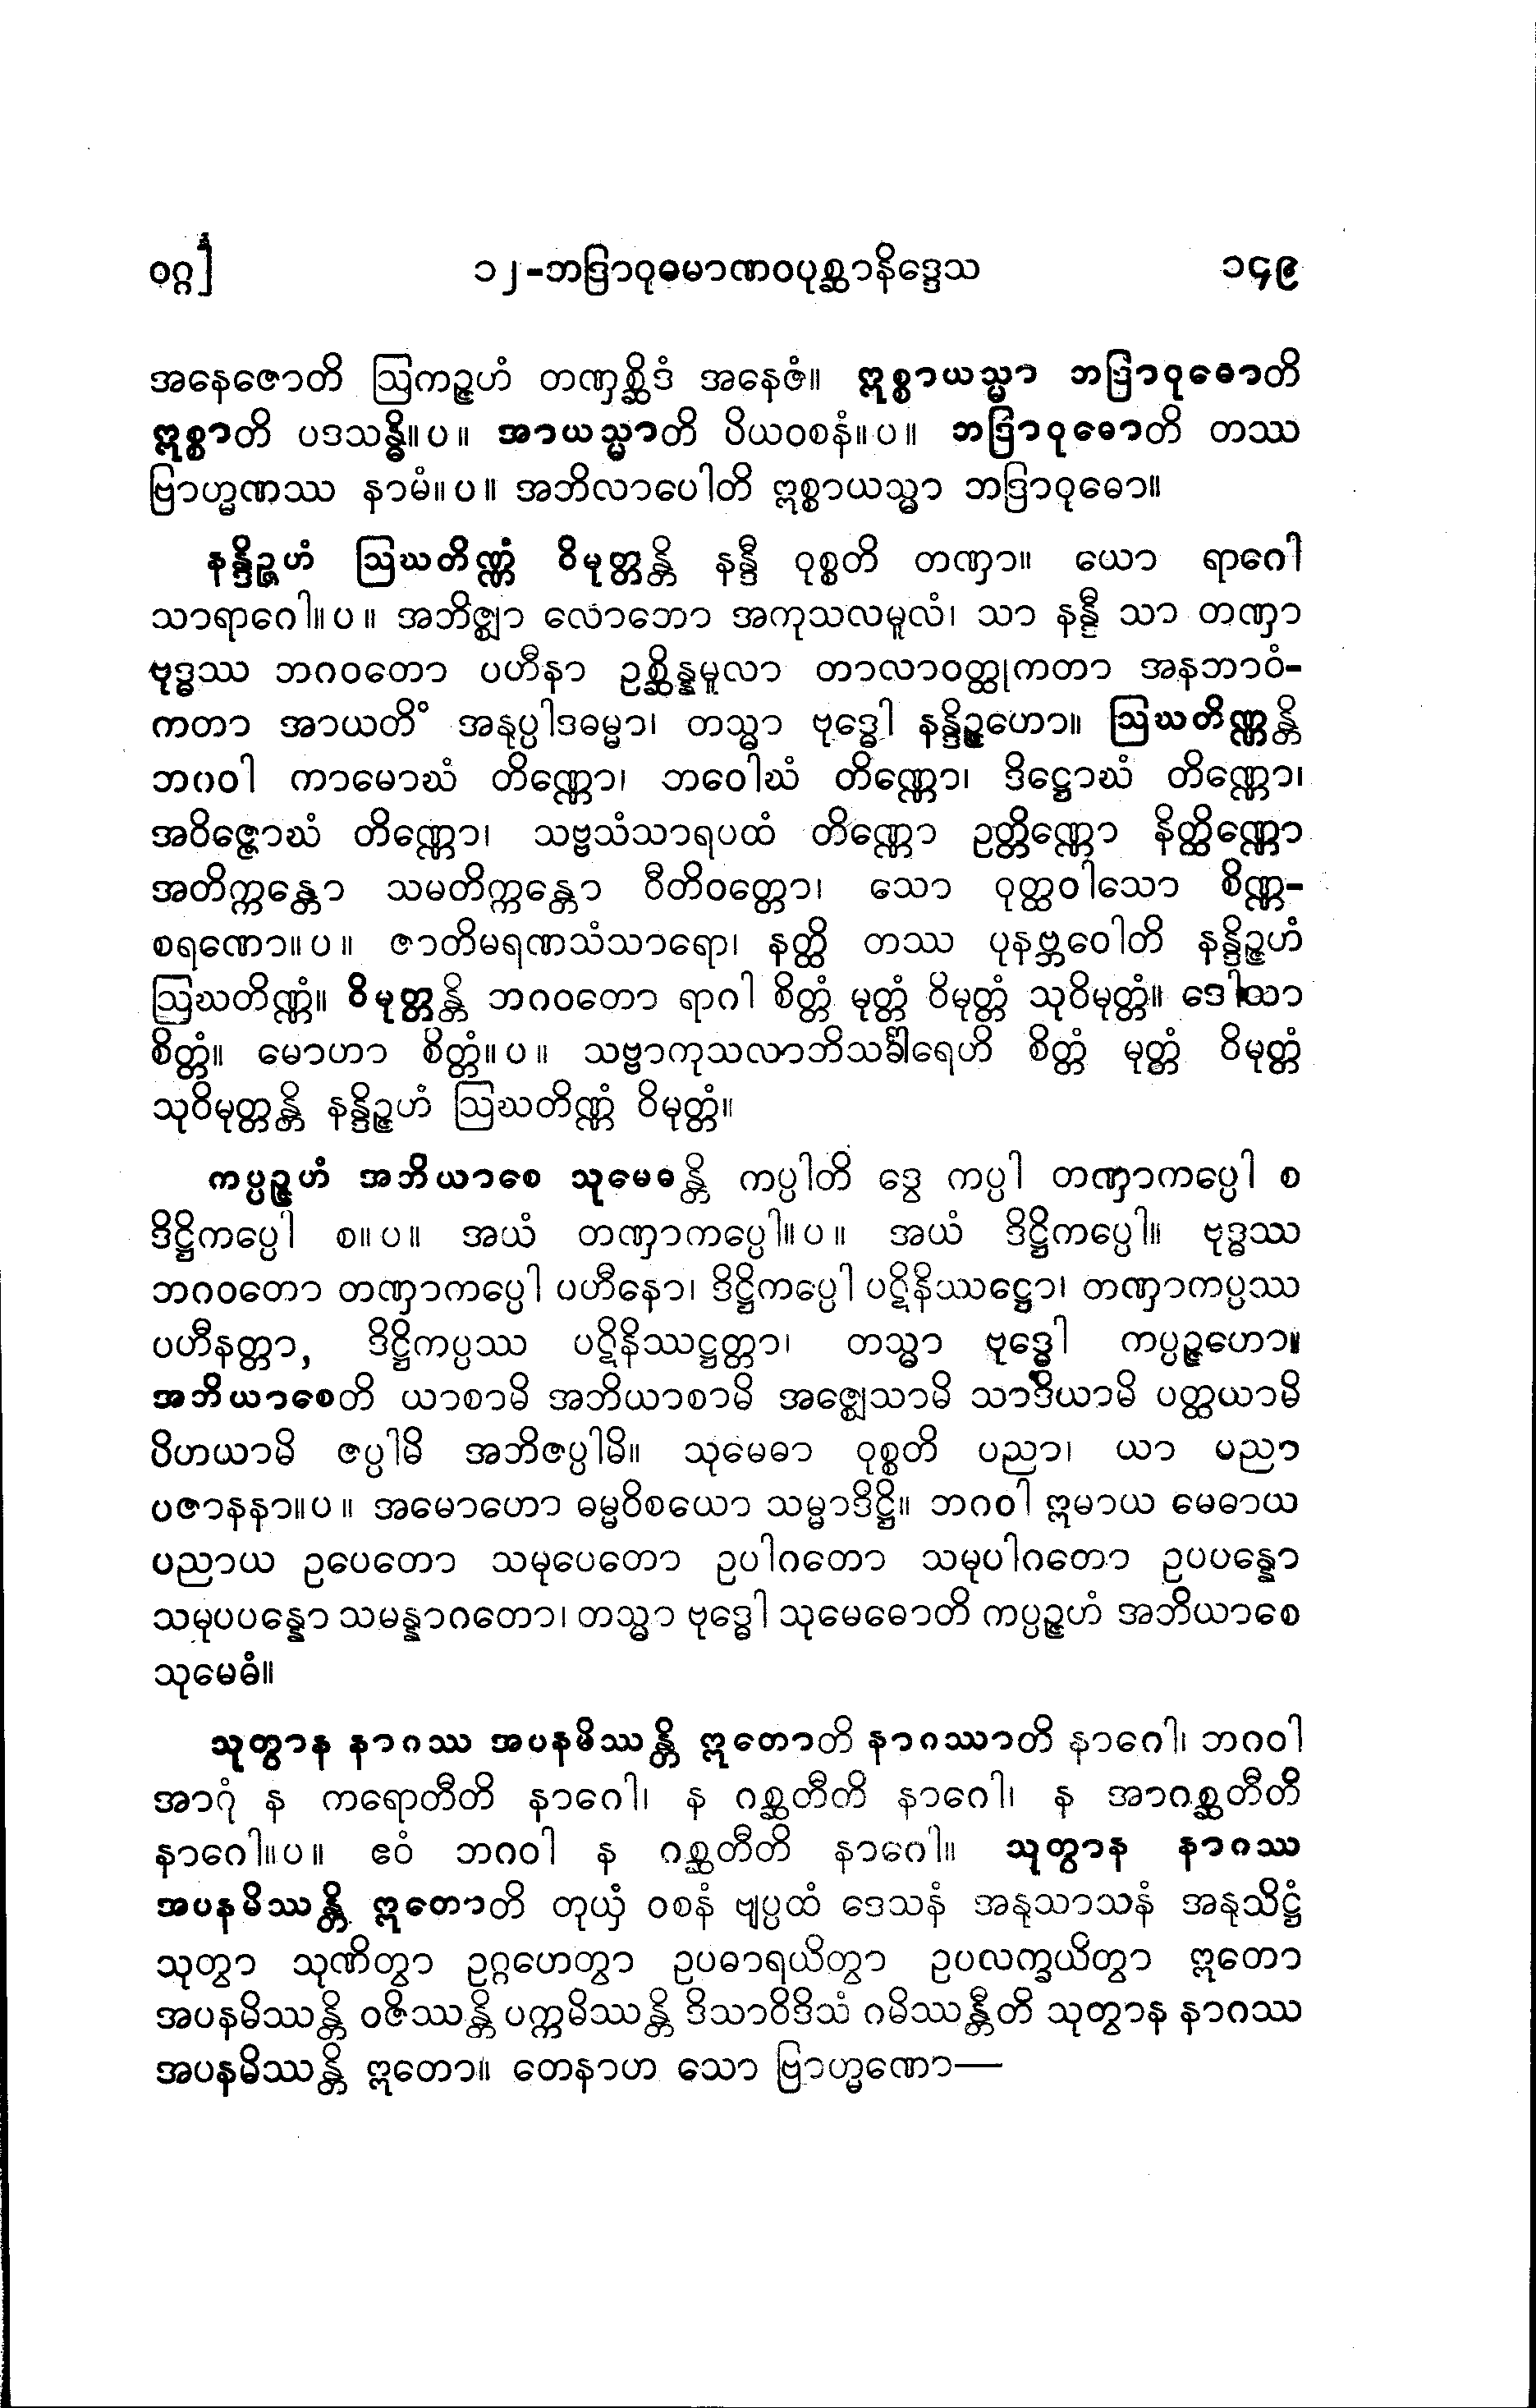 ဝဂ္ဂ] ၁၂-ဘဒြာဝုဓမာဏဝပုစ္ဆာနိဒ္ဒေသ ၁၄၉
အနေဇောတိ ဩကဉ္ဇဟံ တဏှစ္ဆိဒံ အနေဇံ။ ဣစ္စာယသ္မာ ဘဒြာဝုဓောတိ
ဣစ္စာတိ ပဒသန္ဓိ။ပ။ အာယသ္မာတိ ပိယဝစနံ။ပ။ ဘဒြာဝုဓောတိ တဿ
ဗြာဟ္မဏဿ နာမံ။ပ။ အဘိလာပေါတိ ဣစ္စာယသ္မာ ဘဒြာဝုဓော။
နန္ဒိဉ္ဇဟံ ဩဃတိဏ္ဏံ ဝိမုတ္တန္တိ နန္ဒီ ဝုစ္စတိ တဏှာ။ ယော ရာဂေါ
သာရာဂေါ။ပ။ အဘိဇ္ဈာ လောဘော အကုသလမူလံ၊ သာ နန္ဒီ သာ တဏှာ
ဗုဒ္ဓဿ ဘဂဝတော ပဟီနာ ဥစ္ဆိန္နမူလာ တာလာဝတ္ထုကတာ အနဘာဝံ-
ကတာ အာယတိံ အနုပ္ပါဒဓမ္မာ၊ တသ္မာ ဗုဒ္ဓေါ နန္ဒိဉ္ဇဟော။ ဩဃတိဏ္ဏန္တိ
ဘဂဝါ ကာမောဃံ တိဏ္ဏော၊ ဘဝေါဃံ တိဏ္ဏော၊ ဒိဋ္ဌောဃံ တိဏ္ဏော၊
အဝိဇ္ဇောဃံ တိဏ္ဏော၊ သဗ္ဗသံသာရပထံ တိဏ္ဏော ဥတ္တိဏ္ဏော နိတ္ထိဏ္ဏော
အတိက္ကန္တော သမတိက္ကန္တော ဝီတိဝတ္တော၊ သော ဝုတ္ထဝါသော စိဏ္ဏ-
စရဏော။ပ။ ဇာတိမရဏသံသာရော၊ နတ္ထိ တဿ ပုနဗ္ဘဝေါတိ နန္ဒိဉ္ဇဟံ
ဩဃတိဏ္ဏံ။ ဝိမုတ္တန္တိ ဘဂဝတော ရာဂါ စိတ္တံ မုတ္တံ ဝိမုတ္တံ သုဝိမုတ္တံ။ ဒေါသာ
စိတ္တံ။ မောဟာ စိတ္တံ။ပ။ သဗ္ဗာကုသလာဘိသင်္ခါရေဟိ စိတ္တံ မုတ္တံ ဝိမုတ္တံ
သုဝိမုတ္တန္တိ နန္ဒိဉ္ဇဟံ ဩဃတိဏ္ဏံ ဝိမုတ္တံ။
ကပ္ပဉ္ဇဟံ အဘိယာစေ သုမေဓန္တိ ကပ္ပါတိ ဒွေ ကပ္ပါ တဏှာကပ္ပေါ စ
ဒိဋ္ဌိကပ္ပေါ စ။ပ။ အယံ တဏှာကပ္ပေါ။ပ။ အယံ ဒိဋ္ဌိကပ္ပေါ။ ဗုဒ္ဓဿ
ဘဂဝတော တဏှာကပ္ပေါ ပဟီနော၊ ဒိဋ္ဌိကပ္ပေါ ပဋိနိဿဋ္ဌော၊ တဏှာကပ္ပဿ
ပဟီနတ္တာ, ဒိဋ္ဌိကပ္ပဿ ပဋိနိဿဋ္ဌတ္တာ၊ တသ္မာ ဗုဒ္ဓေါ ကပ္ပဉ္ဇဟော။
အဘိယာစေတိ ယာစာမိ အဘိယာစာမိ အဇ္ဈေသာမိ သာဒိယာမိ ပတ္ထယာမိ
ပိဟယာမိ ဇပ္ပါမိ အဘိဇပ္ပါမိ။ သုမေဓာ ဝုစ္စတိ ပညာ၊ ယာ ပညာ
ပဇာနနာ။ပ။ အမောဟော ဓမ္မဝိစယော သမ္မာဒိဋ္ဌိ။ ဘဂဝါ ဣမာယ မေဓာယ
ပညာယ ဥပေတော သမုပေတော ဥပါဂတော သမုပါဂတော ဥပပန္နော
သမုပပန္နော သမန္နာဂတော၊ တသ္မာ ဗုဒ္ဓေါ သုမေဓောတိ ကပ္ပဉ္ဇဟံ အဘိယာစေ
သုမေဓံ။
သုတွာန နာဂဿ အပနမိဿန္တိ ဣတောတိ နာဂဿာတိ နာဂေါ၊ ဘဂဝါ
အာဂုံ န ကရောတီတိ နာဂေါ၊ န ဂစ္ဆတီတိ နာဂေါ၊ န အာဂစ္ဆတီတိ
နာဂေါ။ပ။ ဧဝံ ဘဂဝါ န ဂစ္ဆတီတိ နာဂေါ။ သုတွာန နာဂဿ
အပနမိဿန္တိ ဣတောတိ တုယှံ ဝစနံ ဗျပ္ပထံ ဒေသနံ အနုသာသနံ အနုသိဋ္ဌံ
သုတွာ သုဏိတွာ ဥဂ္ဂဟေတွာ ဥပဓာရယိတွာ ဥပလက္ခယိတွာ ဣတော
အပနမိဿန္တိ ဝဇိဿန္တိ ပက္ကမိဿန္တိ ဒိသာဝိဒိသံ ဂမိဿန္တီတိ သုတွာန နာဂဿ
အပနမိဿန္တိ ဣတော။ တေနာဟ သော ဗြာဟ္မဏော—